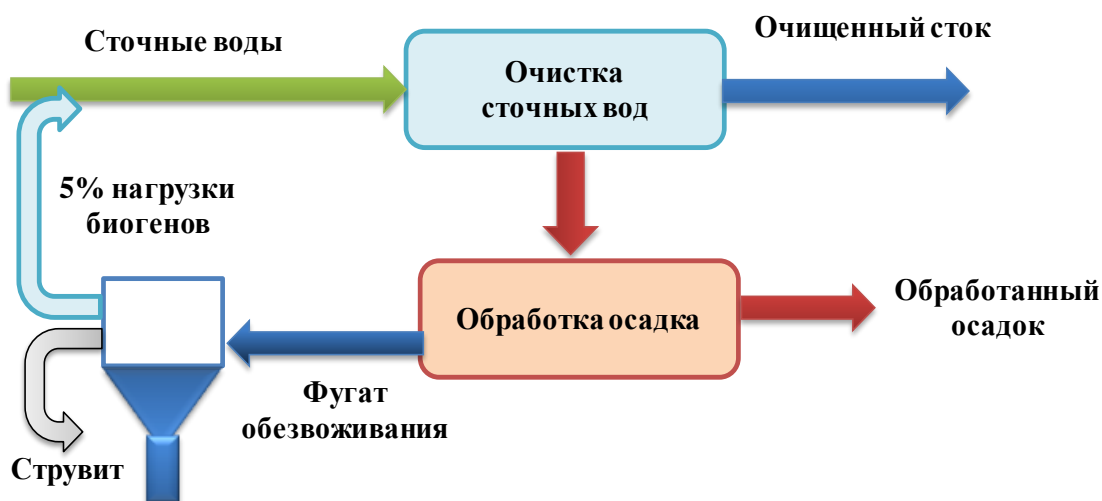 Сточные воды
Очищенный сток
Очистка
сточных вод
5% нагрузки
биогенов
Обработка осадка
Обработанный
осадок
Фугат
обезвоживания
Струвит